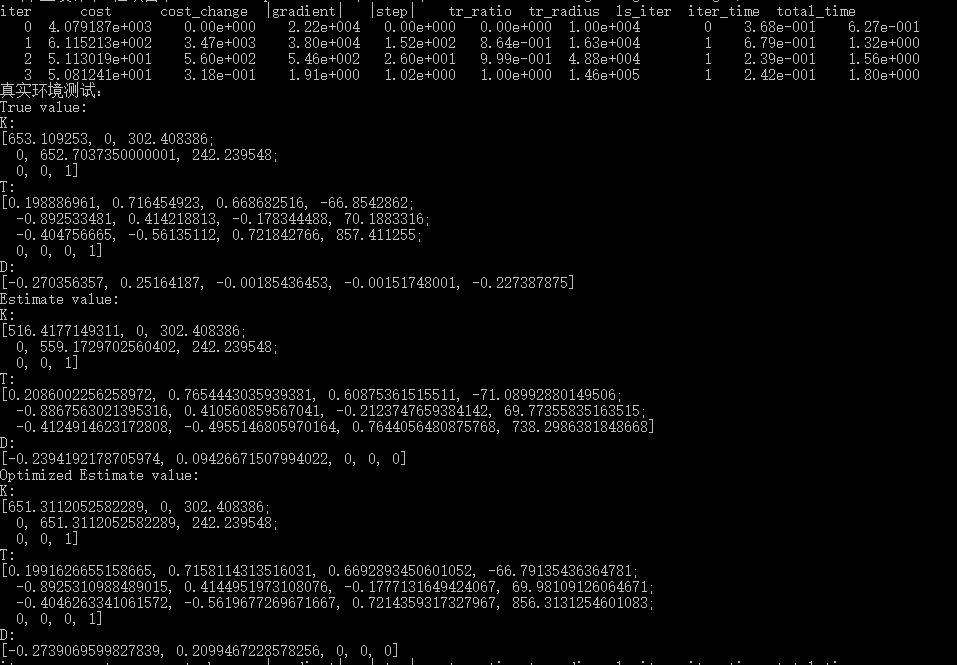 iter      cost      cost_change  |gradient|   |step|    tr_ratio  tr_radius  ls_iter  iter_time  total_time
   0  4.079187e+003    0.00e+000    2.22e+004   0.00e+000   0.00e+000  1.00e+004        0   3.68e-001    6.27e-001
   1  6.115213e+002    3.47e+003    3.80e+004   1.52e+002   8.64e-001  1.63e+004        1   6.79e-001    1.32e+000
   2  5.113019e+001    5.60e+002    5.46e+002   2.60e+001   9.99e-001  4.88e+004        1   2.39e-001    1.56e+000
   3  5.081241e+001    3.18e-001    1.91e+000   1.02e+000   1.00e+000  1.46e+005        1   2.42e-001    1.80e+000
真实环境测试:
True value:
K:
[653.109253, 0, 302.408386;
  0, 652.7037350000001, 242.239548;
  0, 0, 1]
T:
[0.198886961, 0.716454923, 0.668682516, -66.8542862;
  -0.892533481, 0.414218813, -0.178344488, 70.1883316;
  -0.404756665, -0.56135112, 0.721842766, 857.411255;
  0, 0, 0, 1]
D:
[-0.270356357, 0.25164187, -0.00185436453, -0.00151748001, -0.227387875]
Estimate value:
K:
[516.4177149311, 0, 302.408386;
  0, 559.1729702560402, 242.239548;
  0, 0, 1]
T:
[0.2086002256258972, 0.7654443035939381, 0.60875361515511, -71.08992880149506;
  -0.8867563021395316, 0.410560859567041, -0.2123747659384142, 69.77355835163515;
  -0.4124914623172808, -0.4955146805970164, 0.7644056480875768, 738.2986381848668]
D:
[-0.2394192178705974, 0.09426671507994022, 0, 0, 0]
Optimized Estimate value:
K:
[651.3112052582289, 0, 302.408386;
  0, 651.3112052582289, 242.239548;
  0, 0, 1]
T:
[0.1991626655158665, 0.7158114313516031, 0.6692893450601052, -66.79135436364781;
  -0.8925310988489015, 0.4144951973108076, -0.1777131649424067, 69.98109126064671;
  -0.4046263341061572, -0.5619677269671667, 0.7214359317327967, 856.3131254601083;
  0, 0, 0, 1]
D:
[-0.2739069599827839, 0.2099467228578256, 0, 0, 0]